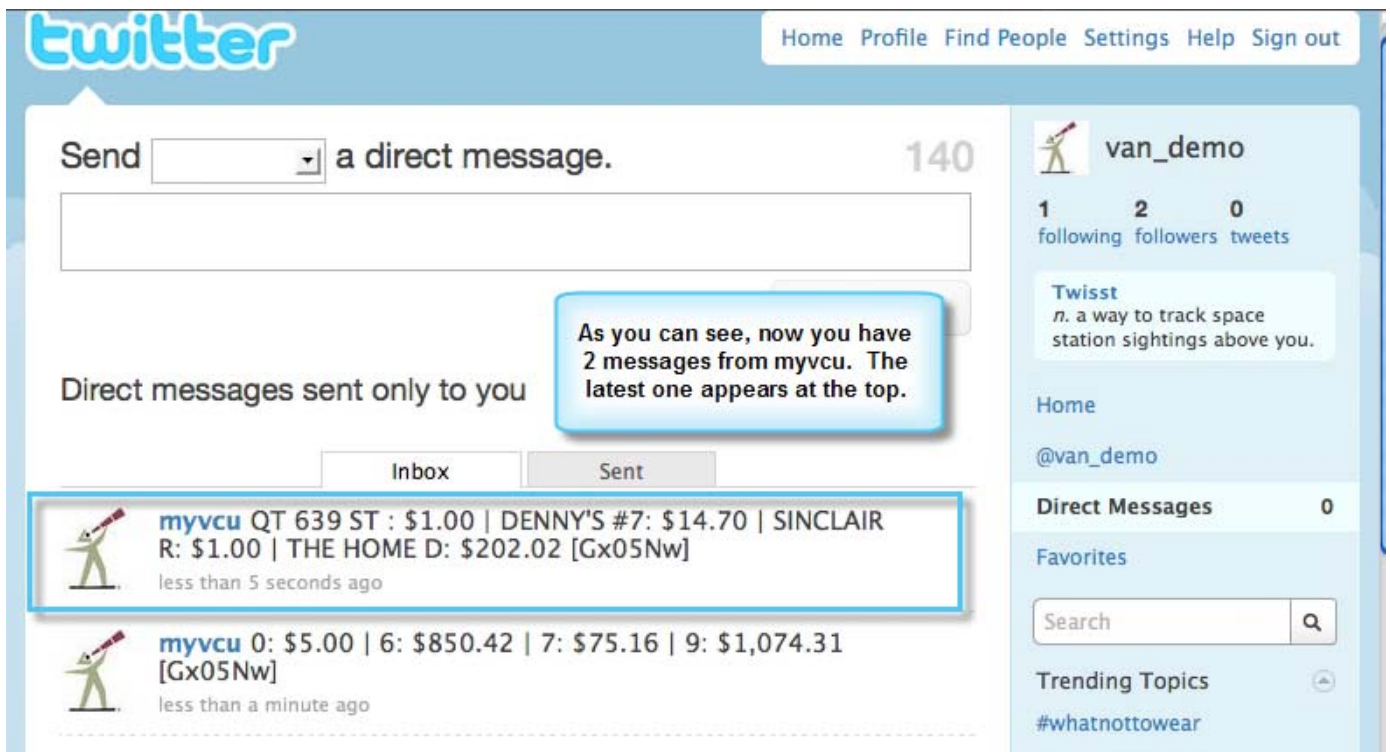 twitter
Home Profile Find People Settings Help Sign out
Send a direct message.
140
As you can see, now you have
2 messages from myvcu. The
latest one appears at the top.
Direct messages sent only to you
Inbox Sent
myvcu QT 639 ST : $1.00 | DENNY'S #7: $14.70 | SINCLAIR
R: $1.00 | THE HOME D: $202.02 [Gx05Nw]
less than 5 seconds ago
myvcu 0: $5.00 | 6: $850.42 | 7: $75.16 | 9: $1,074.31
[Gx05Nw]
less than a minute ago
van_demo
1 2 0
following followers tweets
Twisst
n. a way to track space
station sightings above you.
Home
@van_demo
Direct Messages 0
Favorites
Search
Trending Topics
#whatnottowear